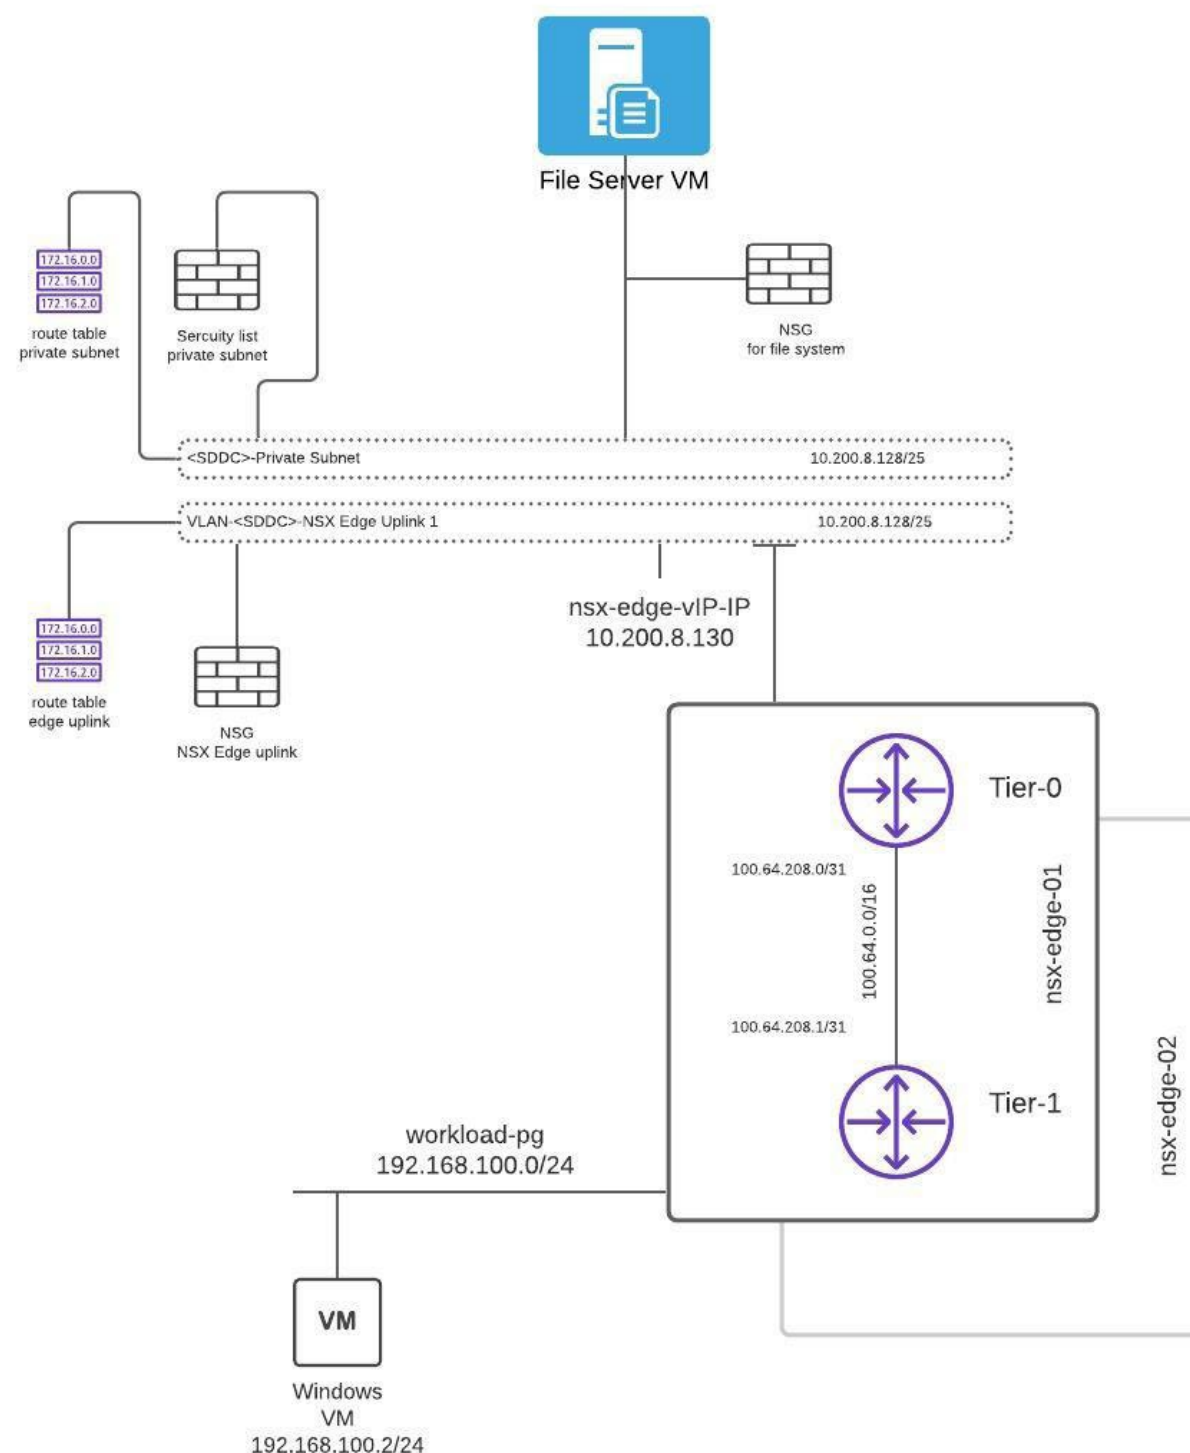 File Server VM
172.16.0.0
172.16.1.0
172.16.2.0
route table
private subnet
Sercuity list
private subnet
NSG
for file system
<SDDC>-Private Subnet
10.200.8.128/25
VLAN-<SDDC>-NSX Edge Uplink 1
10.200.8.128/25
nsx-edge-vIP-IP
10.200.8.130
172.16.0.0
172.16.1.0
172.16.2.0
route table
edge uplink
NSG
NSX Edge uplink
Tier-0
100.64.208.0/31
100.64.0.0/16
nsx-edge-01
100.64.208.1/31
Tier-1
nsx-edge-02
workload-pg
192.168.100.0/24
VM
Windows
VM
192.168.100.2/24